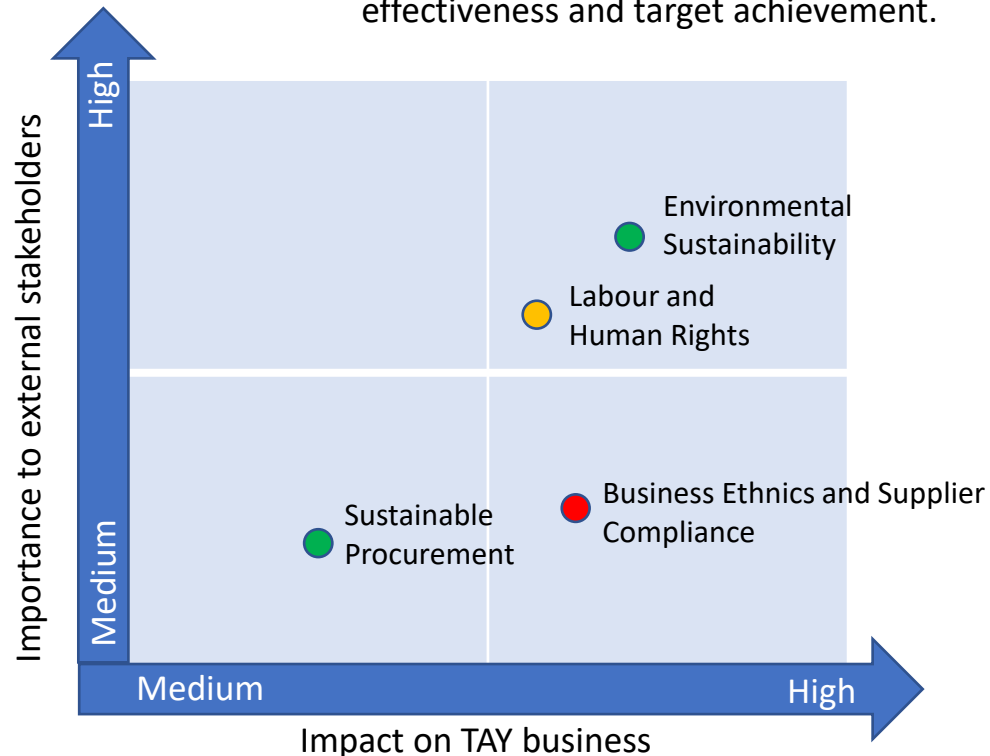 effectiveness and target achievement.
High
Importance to external stakeholders
Environmental
Sustainability
Labour and
Human Rights
Business Ethnics and Supplier
Compliance
Sustainable
Procurement
Medium
Medium
High
Impact on TAY business